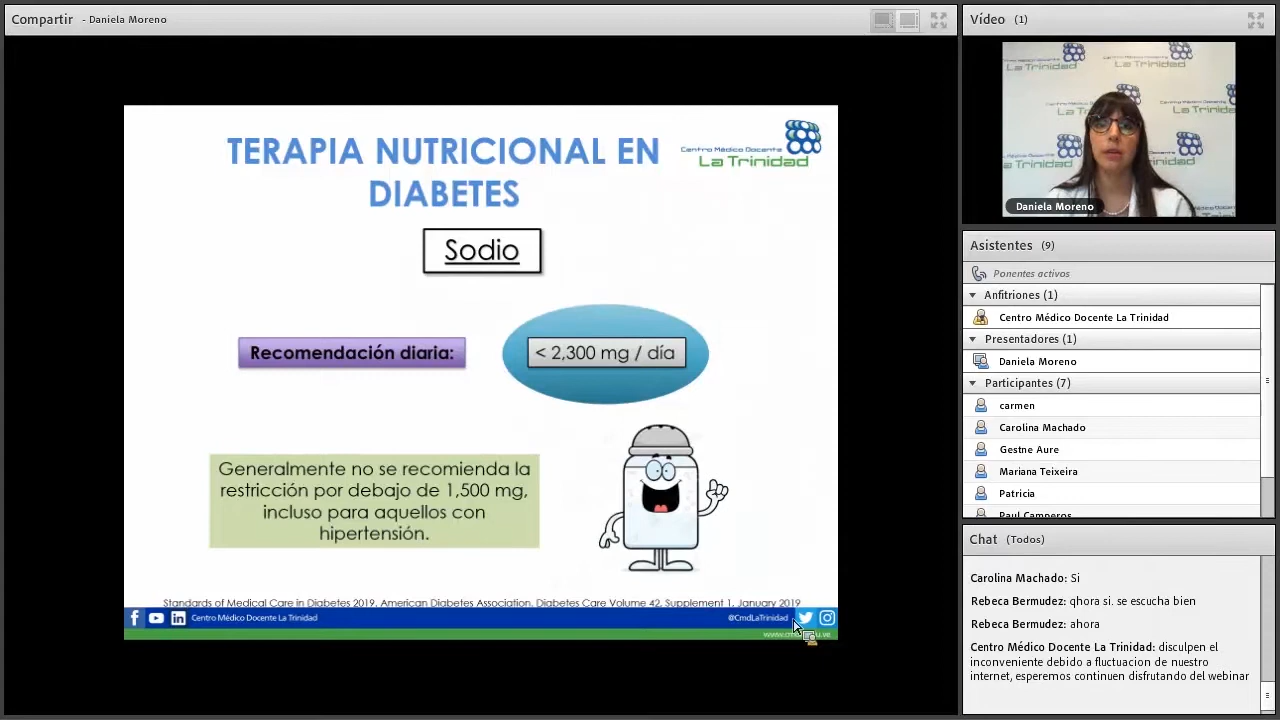 Compartir - Daniela Moreno
TERAPIA NUTRICIONAL EN
DIABETES
Centro Médico Docente
La Trinidad
Sodio
Recomendación diaria:
< 2,300 mg / día
Generalmente no se recomienda la
restricción por debajo de 1,500 mg,
incluso para aquellos con
hipertensión.
Standards of Medical Care in Diabetes 2019. American Diabetes Association. Diabetes Care Volume 42, Supplement 1, January 2019
Centro Médico Docente La Trinidad
@CmdLaTrinidad
Vídeo (1)
La Trinidad
La Trinidad
Daniela Moreno
Asistentes (9)
Ponentes activos
Anfitriones (1)
Centro Médico Docente La Trinidad
Presentadores (1)
Daniela Moreno
Participantes (7)
carmen
Carolina Machado
Gestne Aure
Mariana Teixeira
Patricia
Paul Camperos
Chat (Todos)
Carolina Machado: Si
Rebeca Bermudez: qhora si. se escucha bien
Rebeca Bermudez: ahora
Centro Médico Docente La Trinidad: disculpen el
inconveniente debido a fluctuacion de nuestro
internet, esperemos continuen disfrutando del webinar